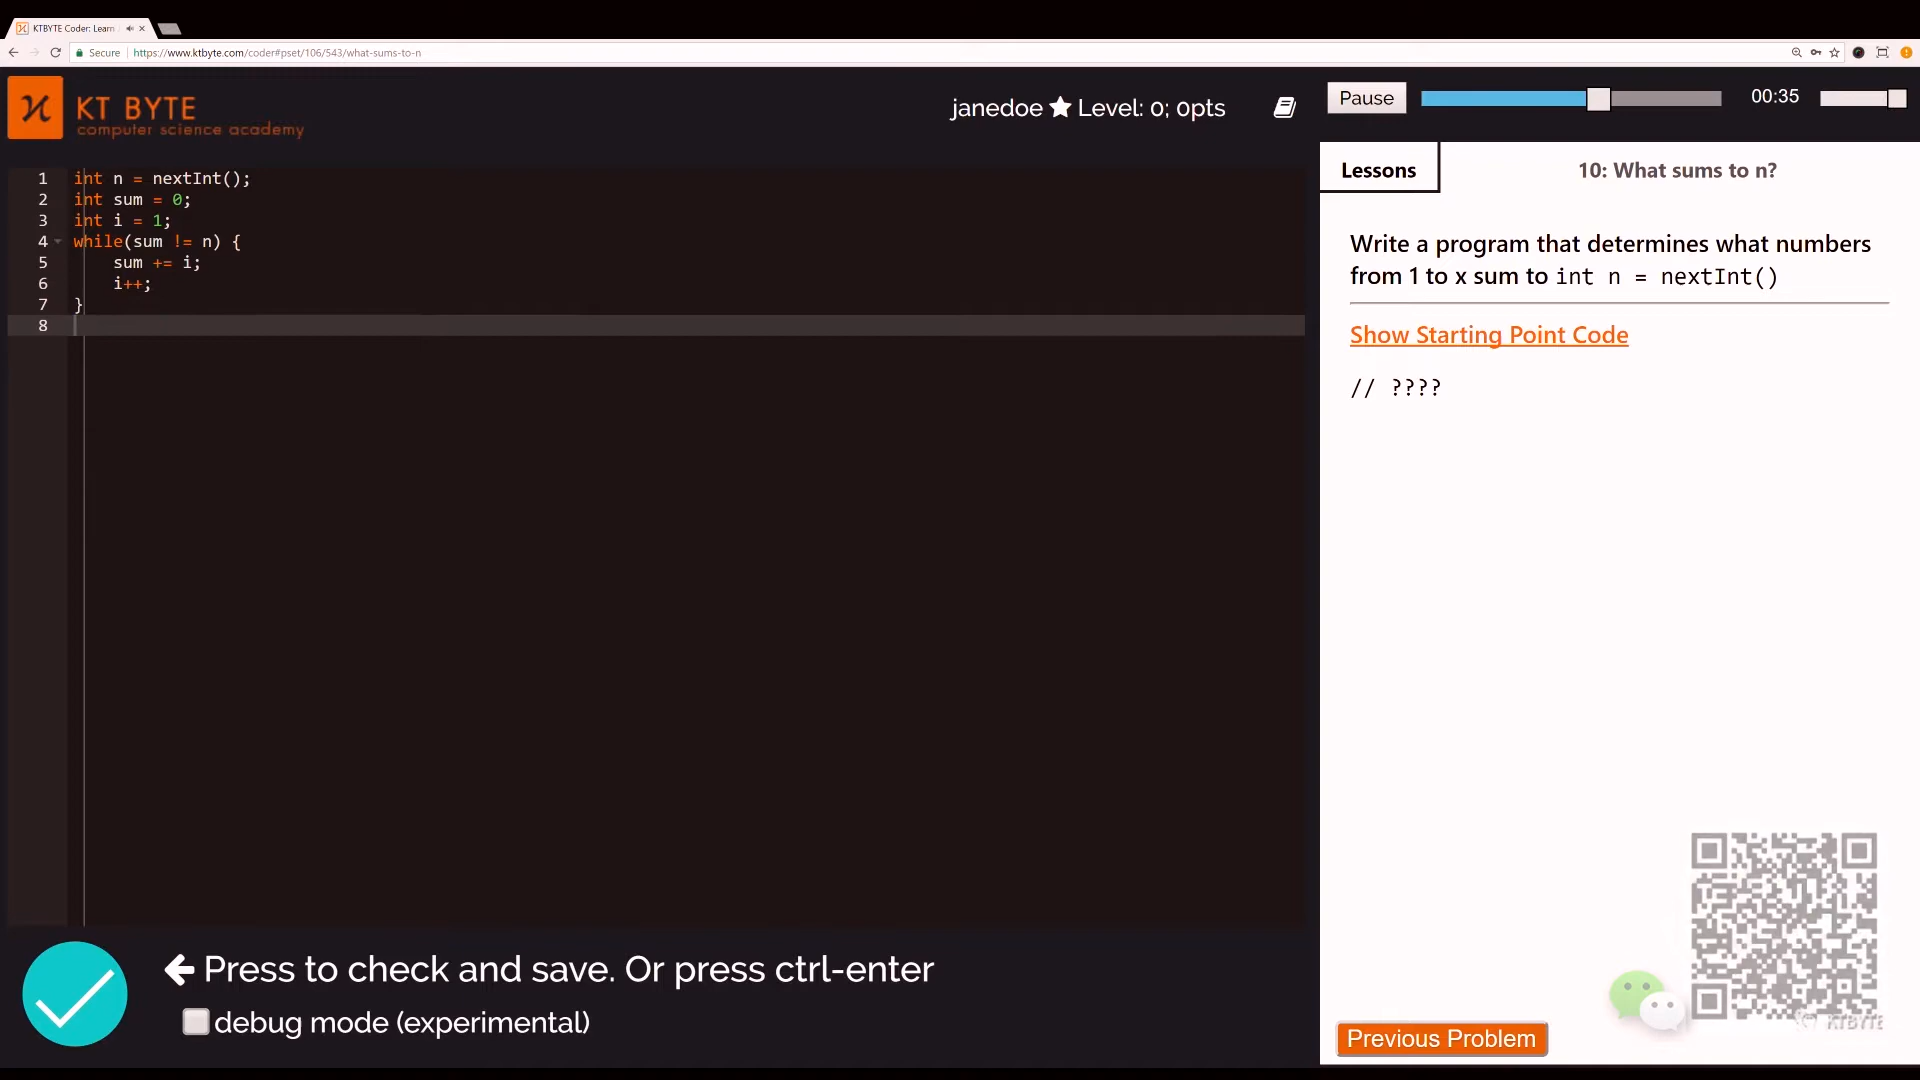 KTBYTE Coder: Learn
Secure
https://www.ktbyte.com/coder#pset/106/543/what-sums-to-n
KT BYTE
computer science academy
janedoe ★ Level: 0; 0pts
Pause
00:35
1 int n = nextInt();
2 int sum = 0;
3 int i = 1;
4 while(sum != n) {
5     sum += i;
6     i++;
7 }
8
Lessons
10: What sums to n?
Write a program that determines what numbers
from 1 to x sum to int n = nextInt()
Show Starting Point Code
// ????
Press to check and save. Or press ctrl-enter
debug mode (experimental)
Previous Problem
KTBYTE